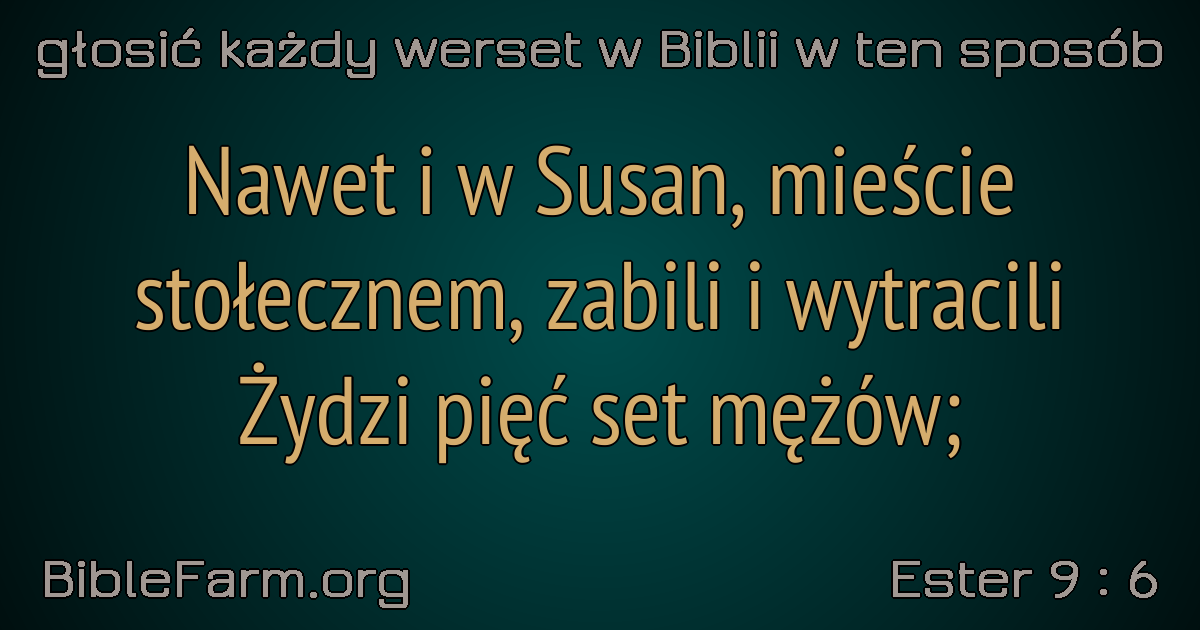 głosić każdy werset w Biblii w ten sposób
Nawet i w Susan, mieście
stołecznem, zabili i wytracili
Żydzi pięć set mężów;
BibleFarm.org
Ester 9 : 6